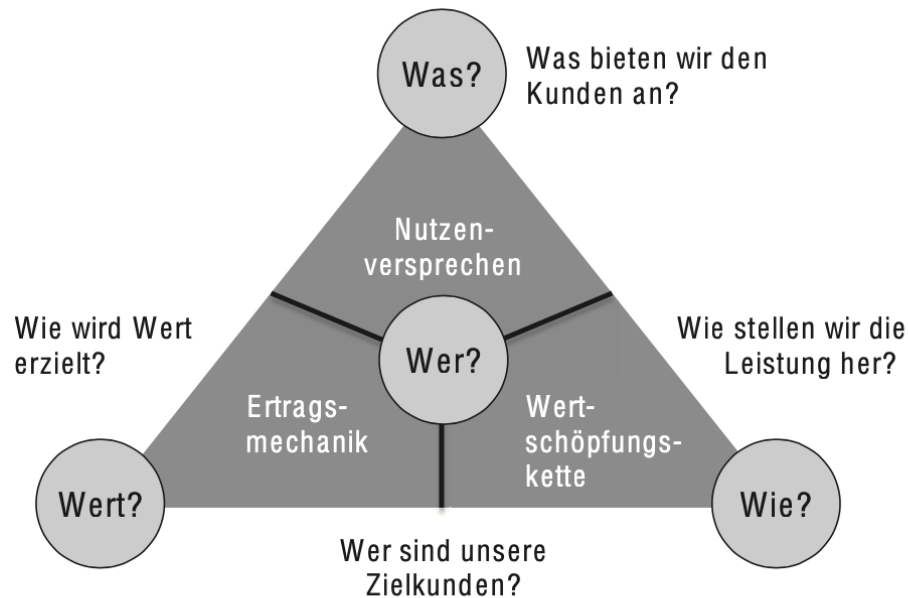 Was?
Was bieten wir den
Kunden an?
Nutzen-
versprechen
Wie wird Wert
erzielt?
Wer?
Wie stellen wir die
Leistung her?
Ertrags-
mechanik
Wert-
schöpfungs-
kette
Wert?
Wie?
Wer sind unsere
Zielkunden?